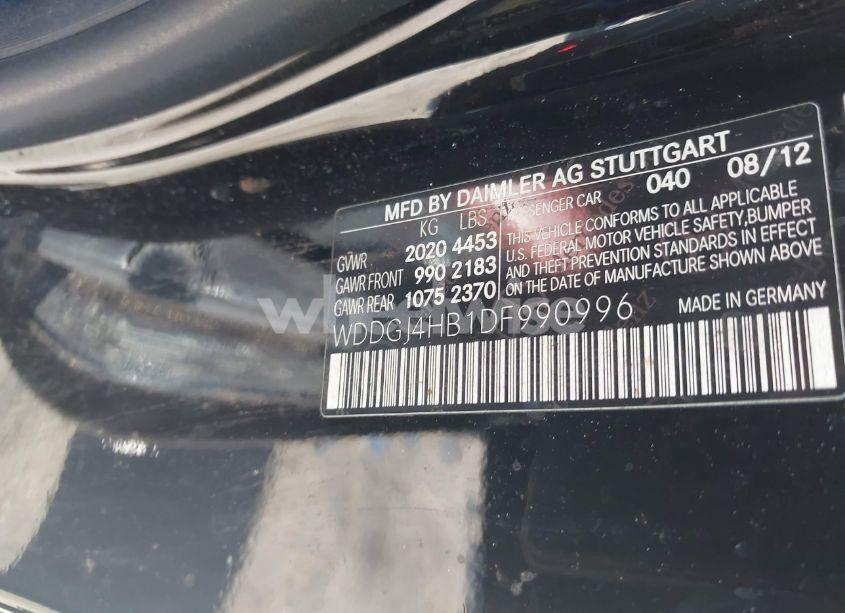 MFD BY DAIMLER AG STUTTGART
KG LBS PASSENGER CAR 040 08/12
GVWR 2020 4453
GAWR FRONT 990 2183
GAWR REAR 1075 2370
THIS VEHICLE CONFORMS TO ALL APPLICABLE
U.S. FEDERAL MOTOR VEHICLE SAFETY,BUMPER
AND THEFT PREVENTION STANDARDS IN EFFECT
ON THE DATE OF MANUFACTURE SHOWN ABOVE
WDDGJ4HB1DF990996 MADE IN GERMANY